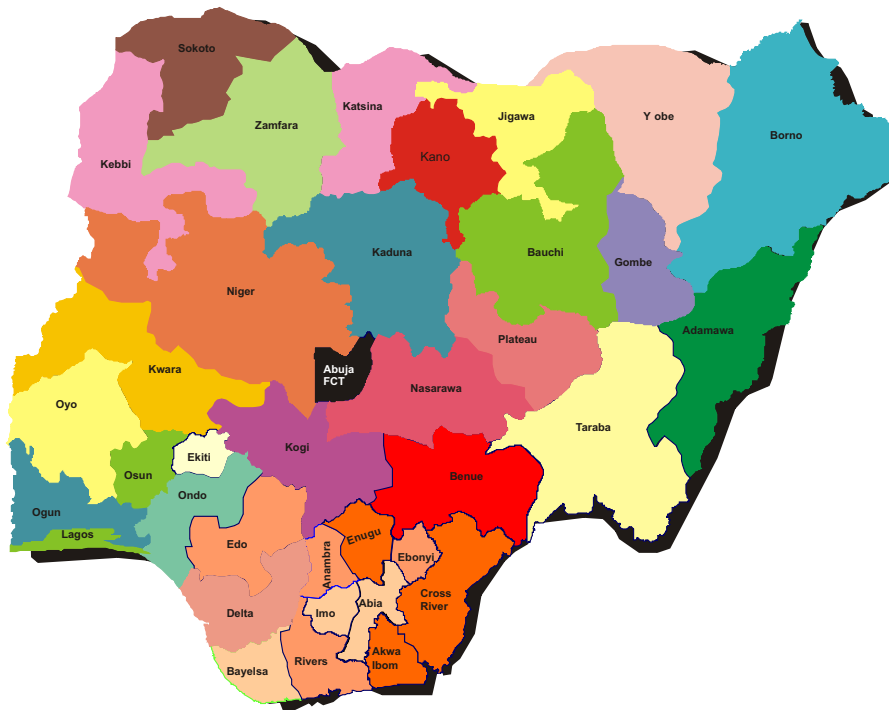 Sokoto
Katsina
Jigawa
Y obe
Borno
Zamfara
Kebbi
Kano
Kaduna
Bauchi
Gombe
Niger
Adamawa
Plateau
Abuja
FCT
Kwara
Nasarawa
Oyo
Taraba
Kogi
Ekiti
Osun
Benue
Ondo
Ogun
Lagos
Edo
Enugu
Ebonyi
Anambra
Cross
River
Abia
Imo
Delta
Akwa
Ibom
Rivers
Bayelsa